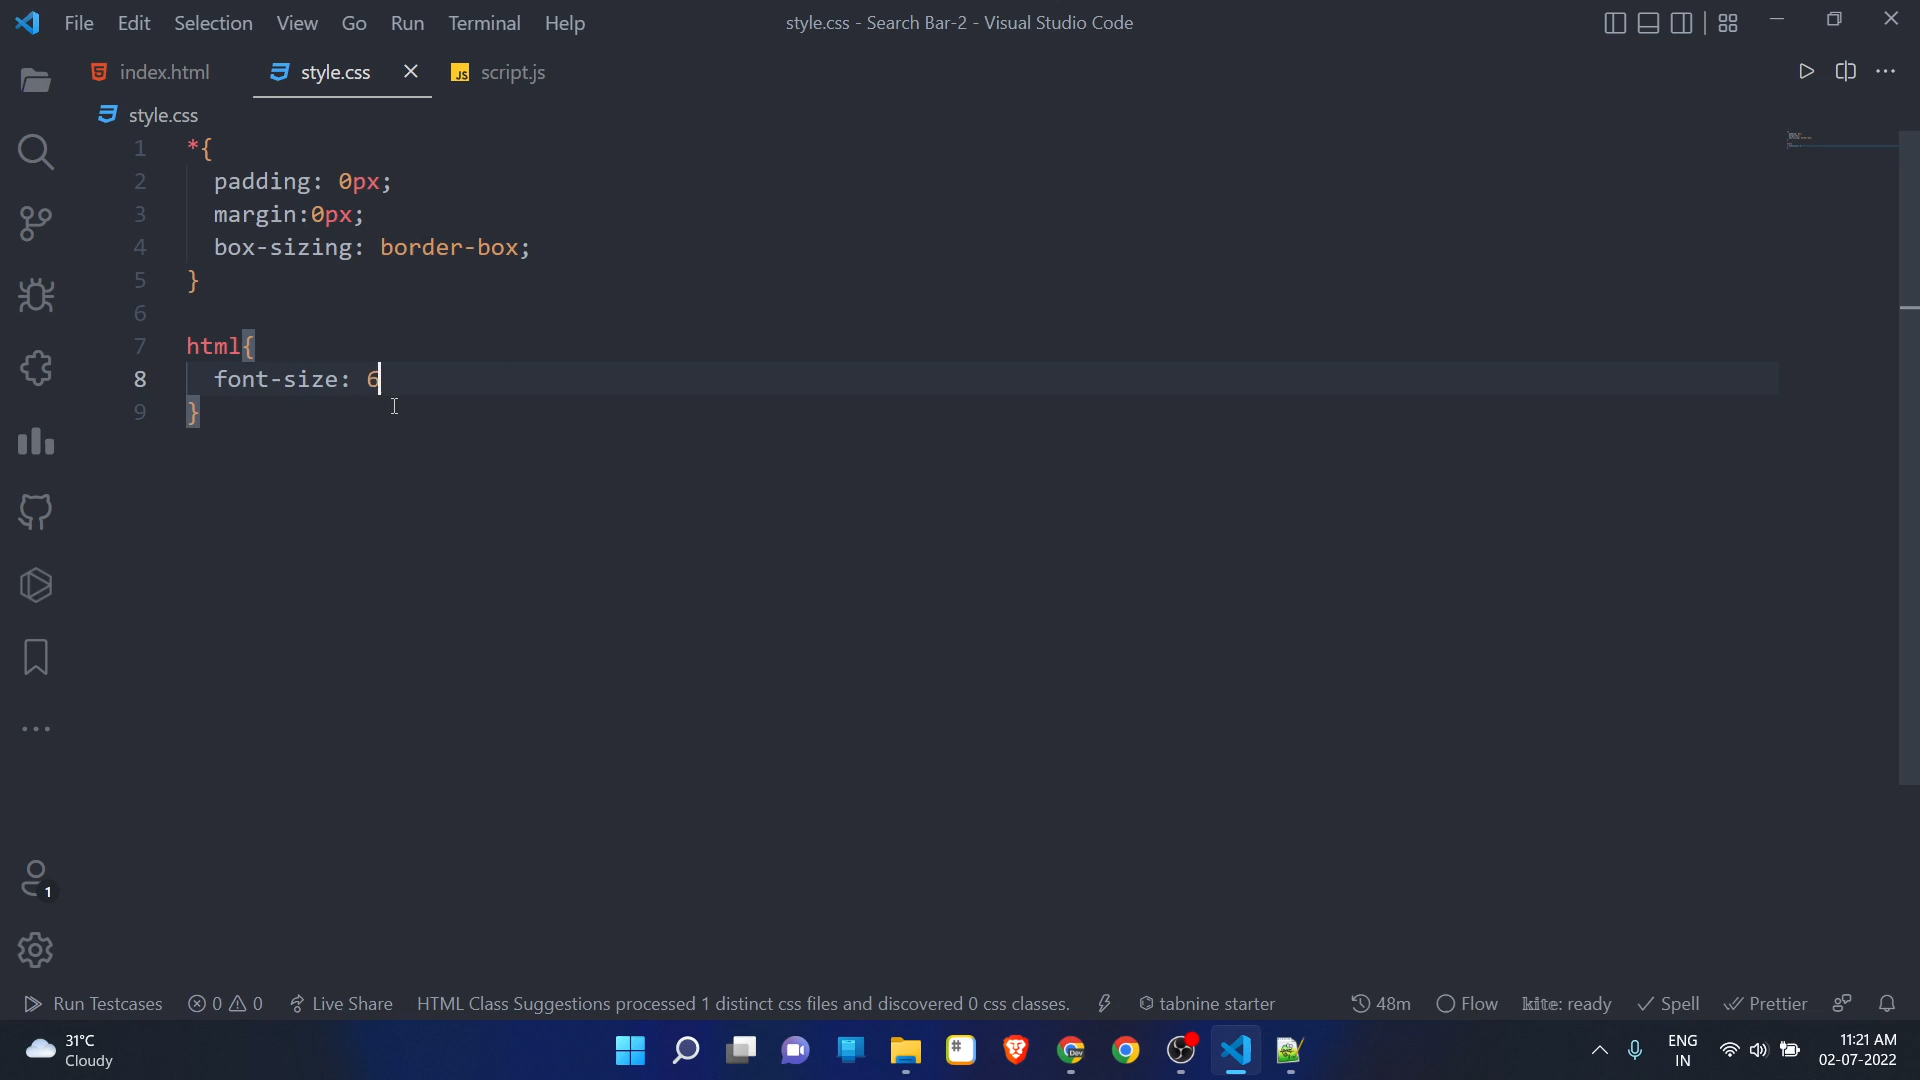 File Edit Selection View Go Run Terminal Help style.css - Search Bar-2 - Visual Studio Code
index.html style.css JS script.js
style.css
1 *{
2 padding: 0px;
3 margin:0px;
4 box-sizing: border-box;
5 }
6
7 html{
8 font-size: 6
9 }
1
Run Testcases 0 0 Live Share HTML Class Suggestions processed 1 distinct css files and discovered 0 css classes. tabnine starter 48m Flow kite: ready Spell Prettier
31°C
Cloudy
#
Dev
ENG
IN
11:21 AM
02-07-2022